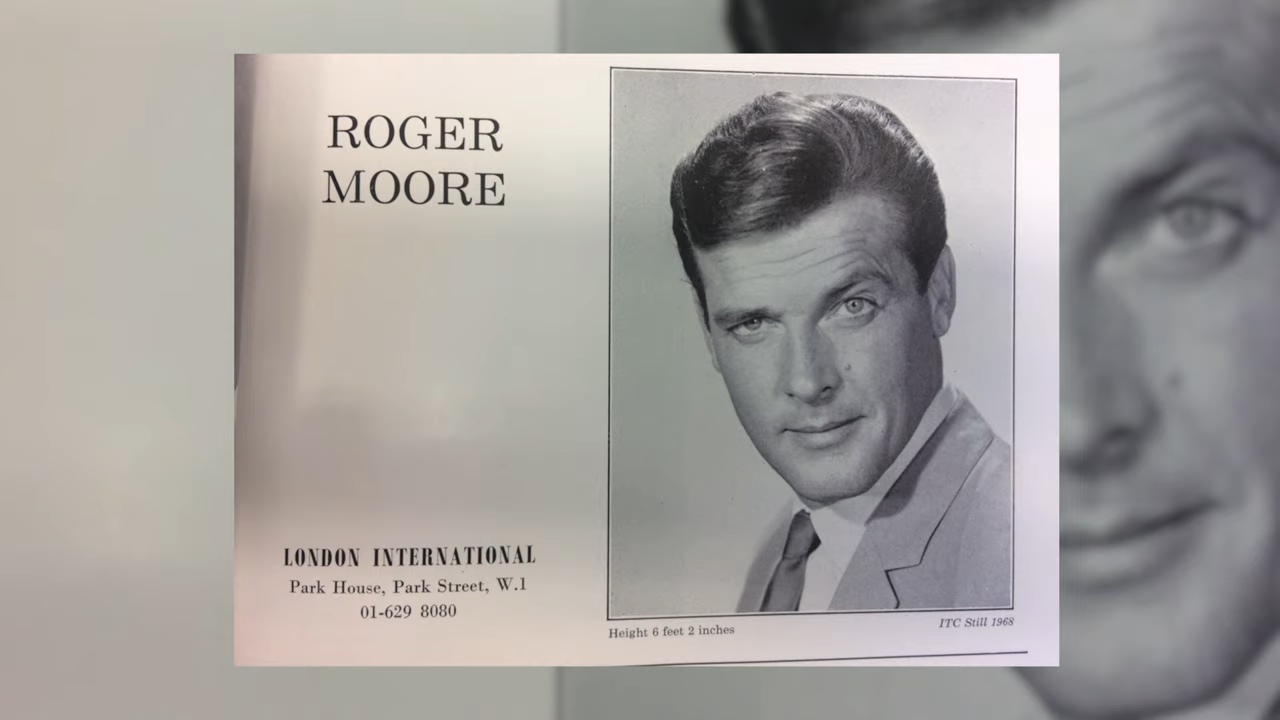 ROGER
MOORE
LONDON INTERNATIONAL
Park House, Park Street, W.1
01-629 8080
Height 6 feet 2 inches
ITC Still 1968